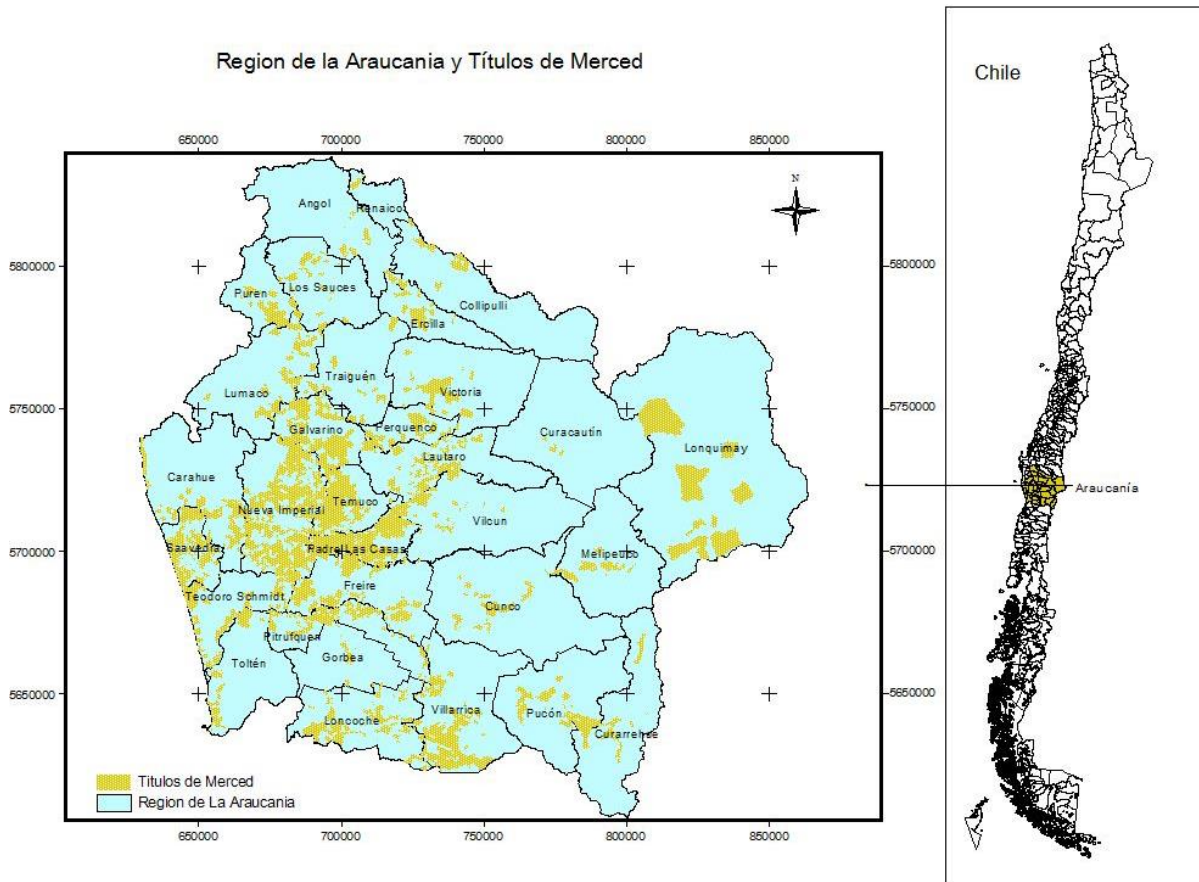 Region de la Araucania y Títulos de Merced
Chile
650000 700000 750000 800000 850000
N
Angol
Renaico
5800000 5800000
Puren
Los Sauces
Collipulli
Ercilla
Traiguén
Lumaco
Victoria
5750000 5750000
Galvarino
Perquenco
Curacautín
Lonquimay
Lautaro
Carahue
Araucanía
Temuco
Nueva Imperial
Vilcun
5700000 5700000
Saavedra
Padre Las Casas
Melipeuco
Freire
Teodoro Schmidt
Cunco
Pitrufquen
Toltén
Gorbea
5650000 5650000
Loncoche
Villarrica
Pucón
Curarrehue
Títulos de Merced
Region de La Araucania
650000 700000 750000 800000 850000